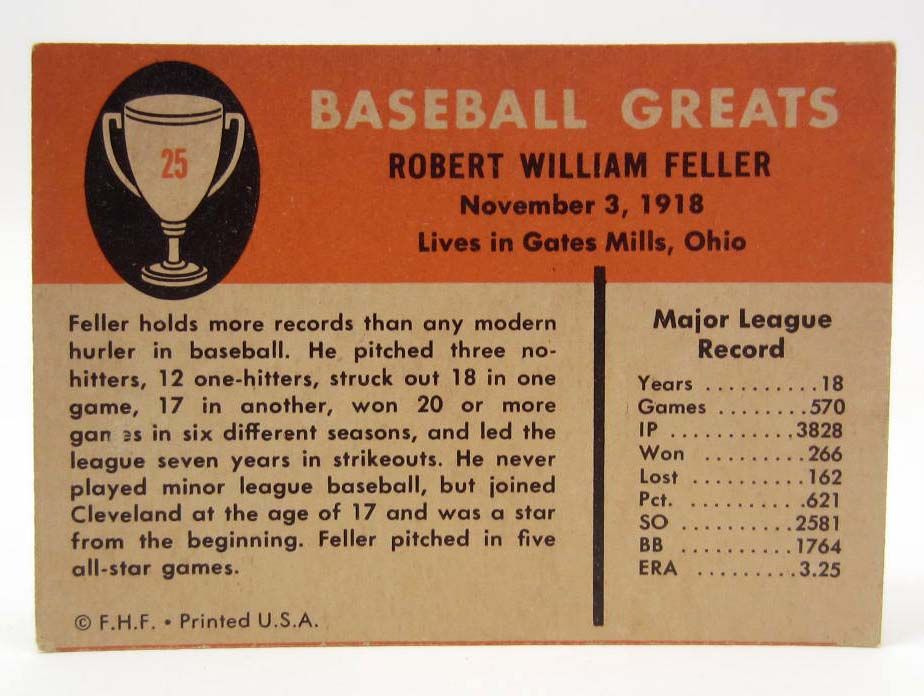 25
BASEBALL GREATS
ROBERT WILLIAM FELLER
November 3, 1918
Lives in Gates Mills, Ohio
Feller holds more records than any modern
hurler in baseball. He pitched three no-
hitters, 12 one-hitters, struck out 18 in one
game, 17 in another, won 20 or more
games in six different seasons, and led the
league seven years in strikeouts. He never
played minor league baseball, but joined
Cleveland at the age of 17 and was a star
from the beginning. Feller pitched in five
all-star games.
© F.H.F. • Printed U.S.A.
Major League
Record
Years ..........18
Games ........570
IP ...........3828
Won .........266
Lost ..........162
Pct. ..........621
SO ..........2581
BB ..........1764
ERA .........3.25